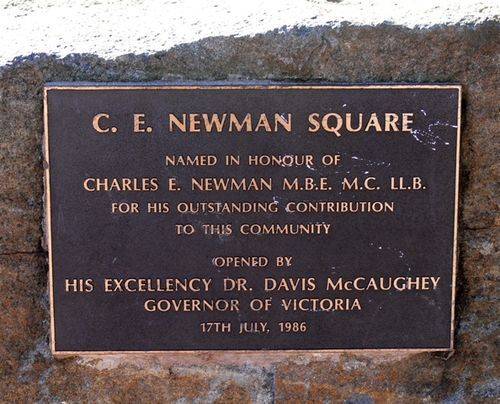 C. E. NEWMAN SQUARE
NAMED IN HONOUR OF
CHARLES E. NEWMAN M.B.E. M.C. LL.B.
FOR HIS OUTSTANDING CONTRIBUTION
TO THIS COMMUNITY
OPENED BY
HIS EXCELLENCY DR. DAVIS McCAUGHEY
GOVERNOR OF VICTORIA
17TH JULY, 1986